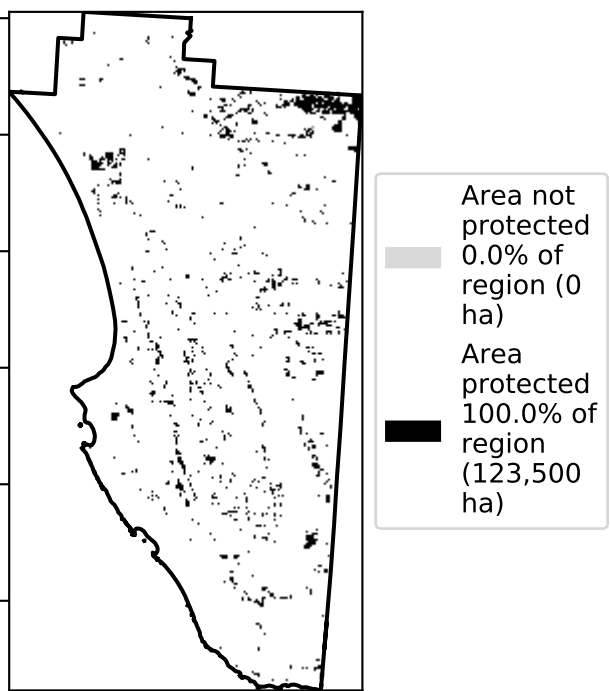 Area not
protected
0.0% of
region (0
ha)
Area
protected
100.0% of
region
(123,500
ha)